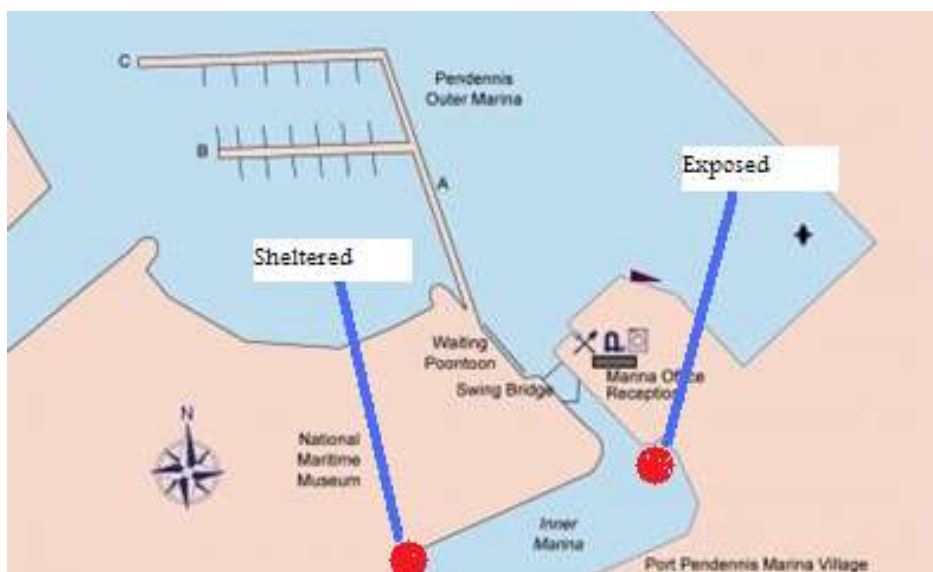 C
Pendennis
Outer Marina
B
Exposed
A
Sheltered
Waiting
Poontoon
Swing Bridge
Marina Office
Reception
N
National
Maritime
Museum
Inner
Marina
Port Pendennis Marina Village